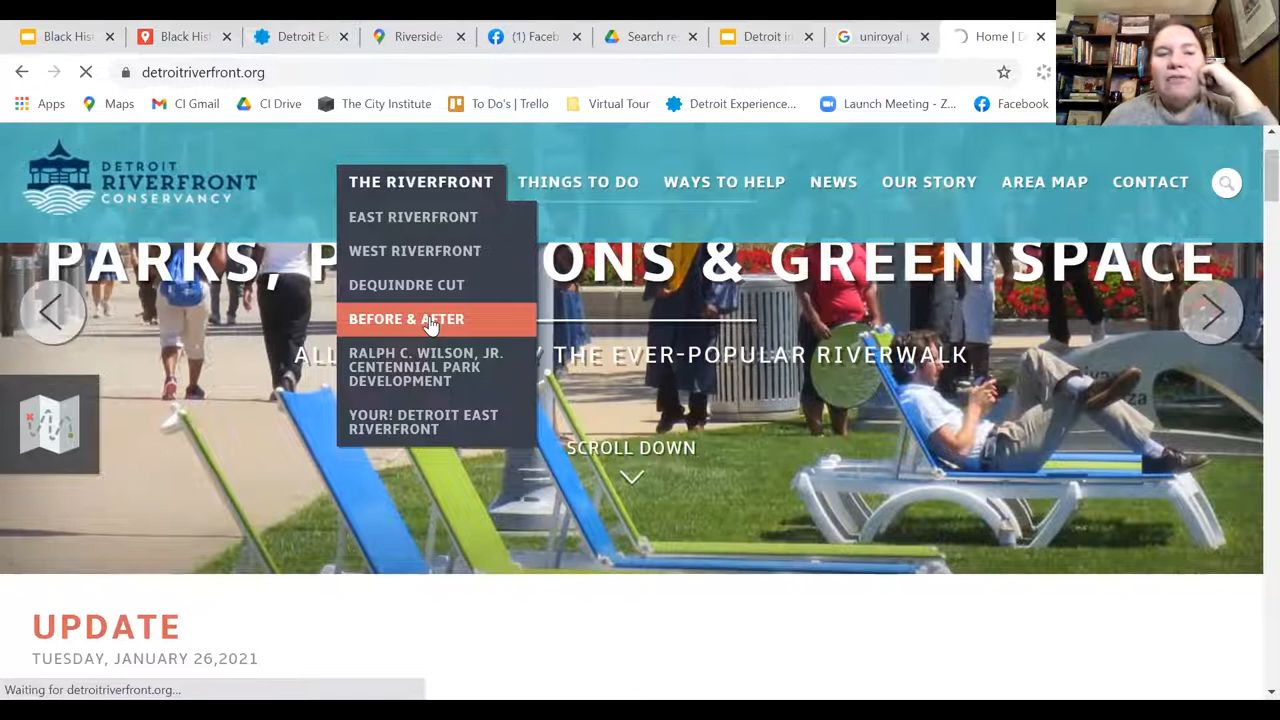 Black Hist
Black Hist
Detroit Ex
Riverside
(1) Faceb
Search re
Detroit in
uniroyal
Home | D
detroitriverfront.org
Apps
Maps
CI Gmail
CI Drive
The City Institute
To Do's | Trello
Virtual Tour
Detroit Experience...
Launch Meeting - Z...
Facebook
DETROIT
RIVERFRONT
CONSERVANCY
THE RIVERFRONT
THINGS TO DO
WAYS TO HELP
NEWS
OUR STORY
AREA MAP
CONTACT
EAST RIVERFRONT
WEST RIVERFRONT
DEQUINDRE CUT
BEFORE & AFTER
RALPH C. WILSON, JR.
CENTENNIAL PARK
DEVELOPMENT
YOUR! DETROIT EAST
RIVERFRONT
PARKS, P ONS & GREEN SPACE
ALL THE EVER-POPULAR RIVERWALK
SCROLL DOWN
UPDATE
TUESDAY, JANUARY 26,2021
Waiting for detroitriverfront.org...